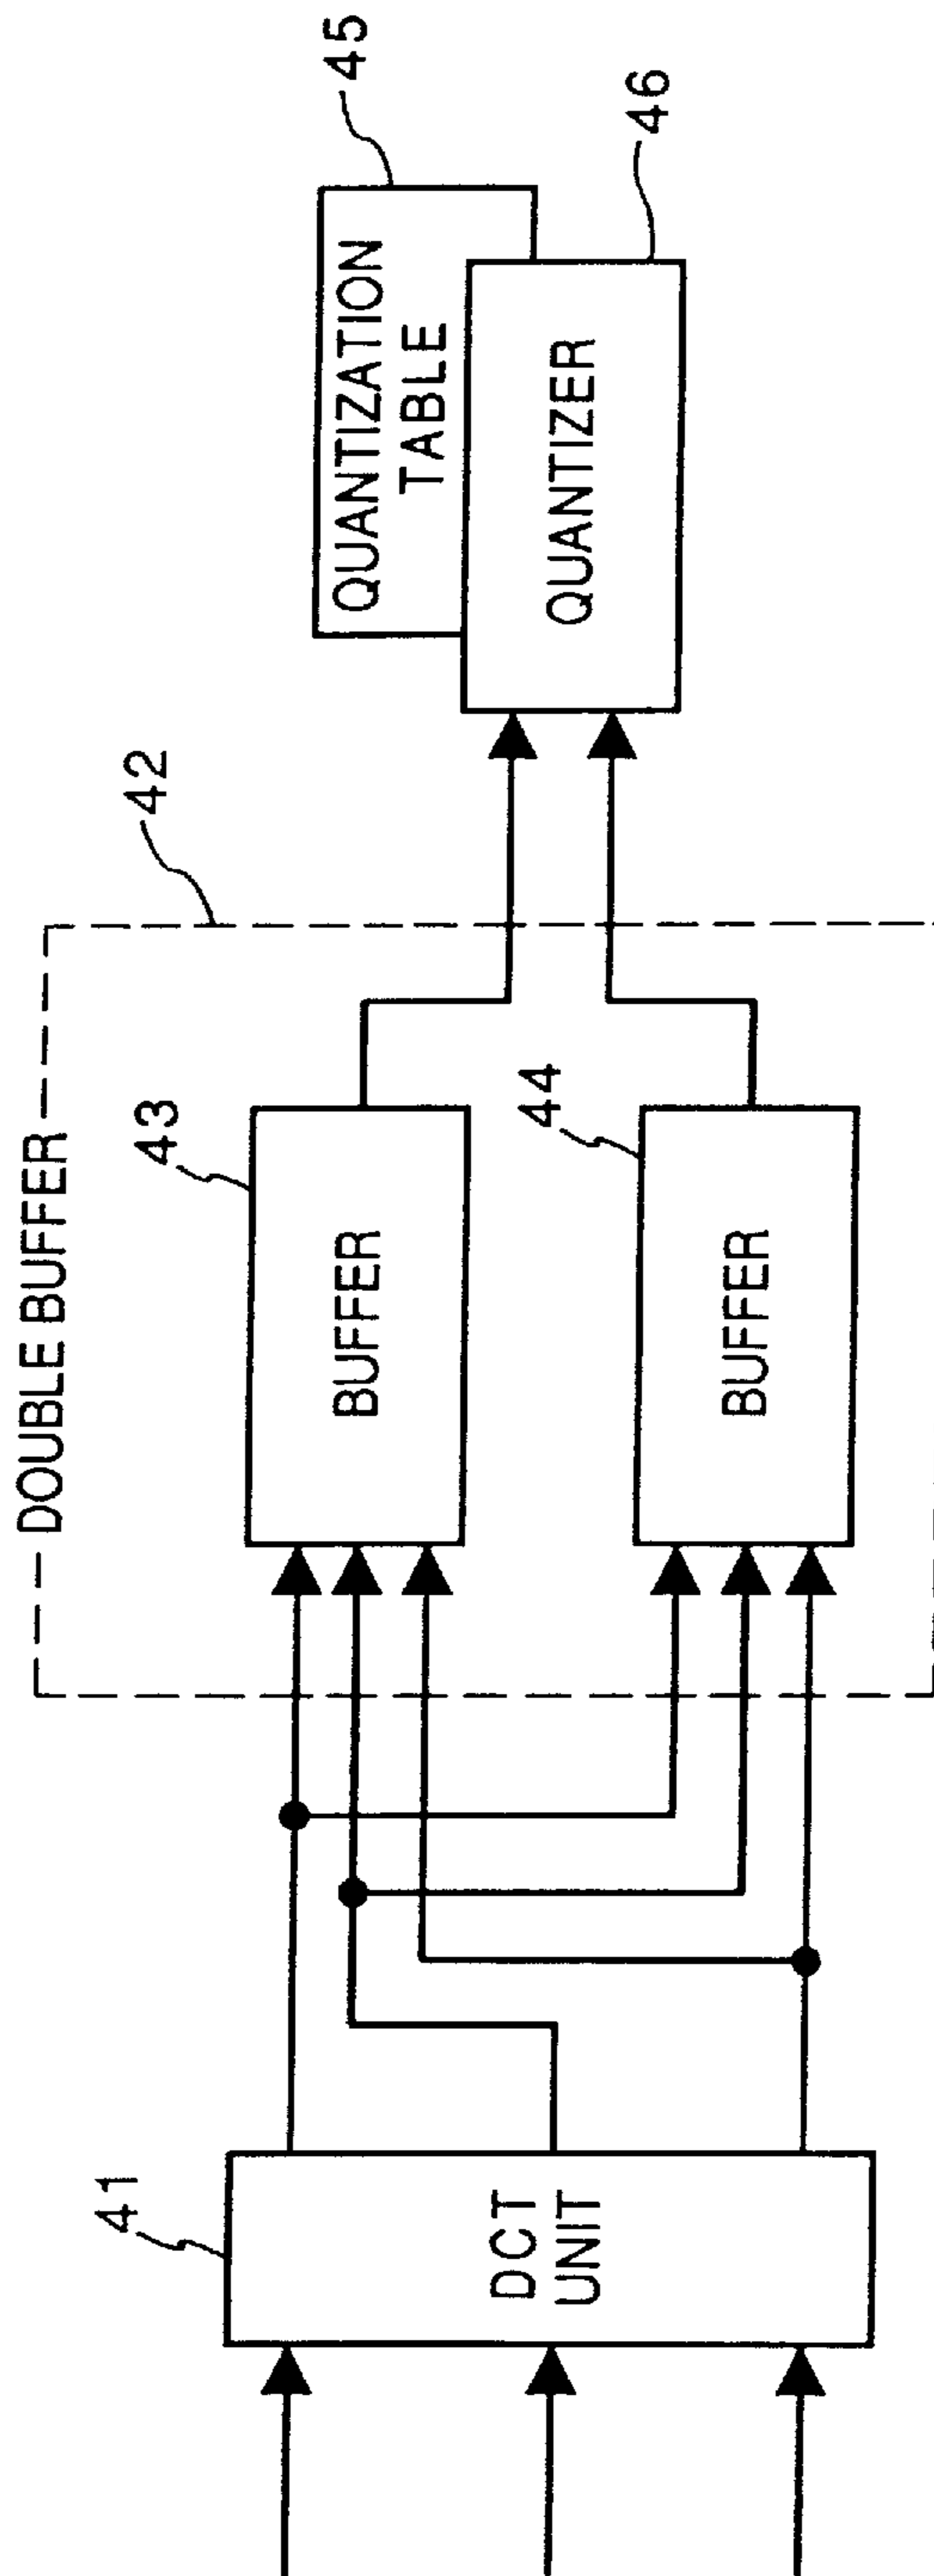 DOUBLE BUFFER
41
DCT
UNIT
43
BUFFER
44
BUFFER
42
QUANTIZATION
TABLE
45
QUANTIZER
46